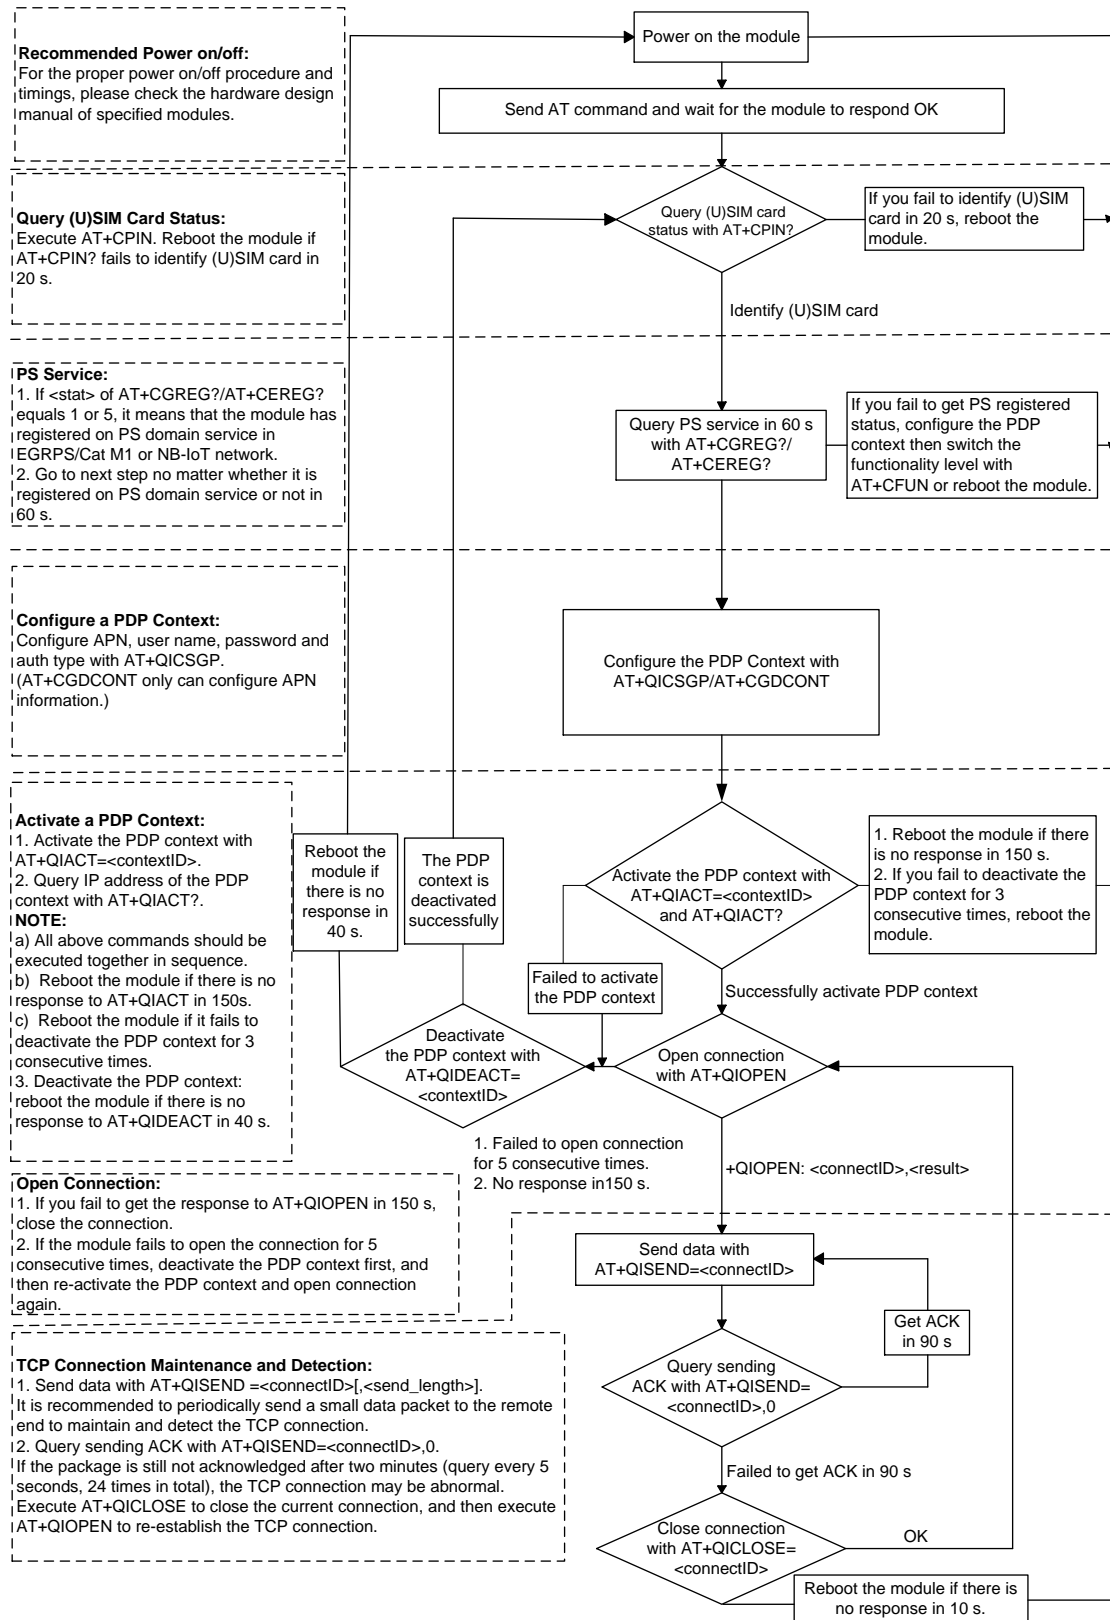 Power on the module
Recommended Power on/off:
For the proper power on/off procedure and
timings, please check the hardware design
manual of specified modules.
Send AT command and wait for the module to respond OK
Query (U)SIM Card Status:
Execute AT+CPIN. Reboot the module if
AT+CPIN? fails to identify (U)SIM card in
20 s.
Query (U)SIM card
status with AT+CPIN?
If you fail to identify (U)SIM
card in 20 s, reboot the
module.
Identify (U)SIM card
PS Service:
1. If <stat> of AT+CGREG?/AT+CEREG?
equals 1 or 5, it means that the module has
registered on PS domain service in
EGRPS/Cat M1 or NB-IoT network.
2. Go to next step no matter whether it is
registered on PS domain service or not in
60 s.
Query PS service in 60 s
with AT+CGREG?/
AT+CEREG?
If you fail to get PS registered
status, configure the PDP
context then switch the
functionality level with
AT+CFUN or reboot the module.
Configure a PDP Context:
Configure APN, user name, password and
auth type with AT+QICSGP.
(AT+CGDCONT only can configure APN
information.)
Configure the PDP Context with
AT+QICSGP/AT+CGDCONT
Activate a PDP Context:
1. Activate the PDP context with
AT+QIACT=<contextID>.
2. Query IP address of the PDP
context with AT+QIACT?.
NOTE:
a) All above commands should be
executed together in sequence.
b)  Reboot the module if there is no
response to AT+QIACT in 150s.
c)  Reboot the module if it fails to
deactivate the PDP context for 3
consecutive times.
3. Deactivate the PDP context:
reboot the module if there is no
response to AT+QIDEACT in 40 s.
Reboot the
module if
there is no
response in
40 s.
The PDP
context is
deactivated
successfully
Activate the PDP context with
AT+QIACT=<contextID>
and AT+QIACT?
1. Reboot the module if there
is no response in 150 s.
2. If you fail to deactivate the
PDP context for 3
consecutive times, reboot the
module.
Failed to activate
the PDP context
Successfully activate PDP context
Deactivate
the PDP context with
AT+QIDEACT=
<contextID>
Open connection
with AT+QIOPEN
1. Failed to open connection
for 5 consecutive times.
2. No response in150 s.
+QIOPEN: <connectID>,<result>
Open Connection:
1. If you fail to get the response to AT+QIOPEN in 150 s,
close the connection.
2. If the module fails to open the connection for 5
consecutive times, deactivate the PDP context first, and
then re-activate the PDP context and open connection
again.
Send data with
AT+QISEND=<connectID>
Get ACK
in 90 s
TCP Connection Maintenance and Detection:
1. Send data with AT+QISEND =<connectID>[,<send_length>].
It is recommended to periodically send a small data packet to the remote
end to maintain and detect the TCP connection.
2. Query sending ACK with AT+QISEND=<connectID>,0.
If the package is still not acknowledged after two minutes (query every 5
seconds, 24 times in total), the TCP connection may be abnormal.
Execute AT+QICLOSE to close the current connection, and then execute
AT+QIOPEN to re-establish the TCP connection.
Query sending
ACK with AT+QISEND=
<connectID>,0
Failed to get ACK in 90 s
Close connection
with AT+QICLOSE=
<connectID>
OK
Reboot the module if there is
no response in 10 s.